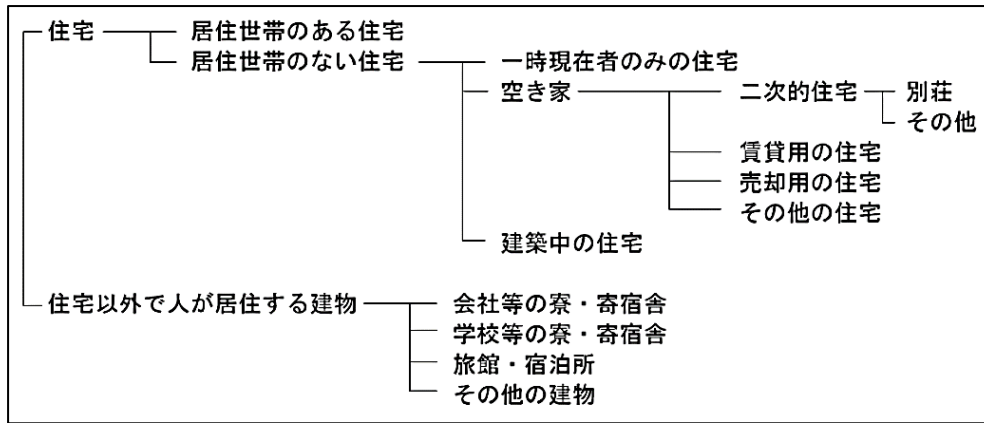 住宅 居住世帯のある住宅
居住世帯のない住宅 一時現在者のみの住宅
空き家 二次的住宅 別荘
その他
賃貸用の住宅
売却用の住宅
その他の住宅
建築中の住宅
住宅以外で人が居住する建物 会社等の寮・寄宿舎
学校等の寮・寄宿舎
旅館・宿泊所
その他の建物